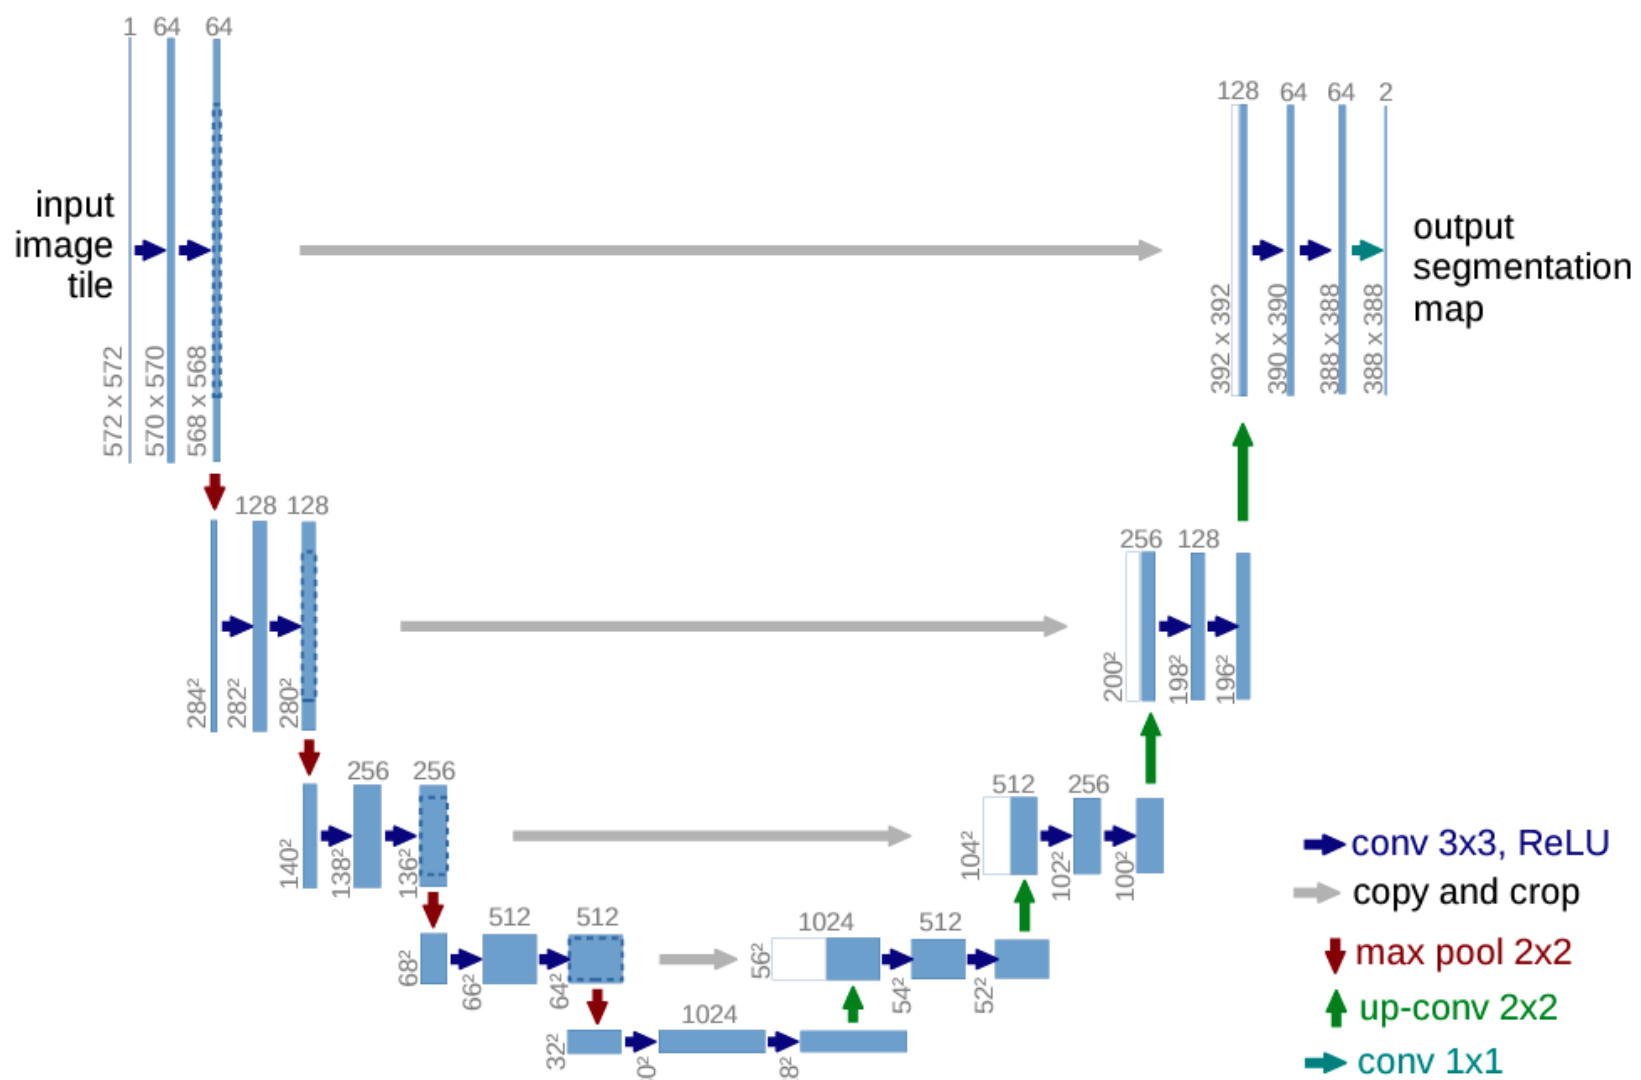 1 64 64
128 64 64 2
input
image
tile
output
segmentation
map
572 x 572
570 x 570
568 x 568
392 x 392
390 x 390
388 x 388
388 x 388
128 128
256 128
284²
282²
280²
200²
198²
196²
256 256
512 256
140²
138²
136²
104²
102²
100²
512 512
1024 512
68²
66²
64²
56²
54²
52²
1024
32²
conv 3x3, ReLU
copy and crop
max pool 2x2
up-conv 2x2
conv 1x1